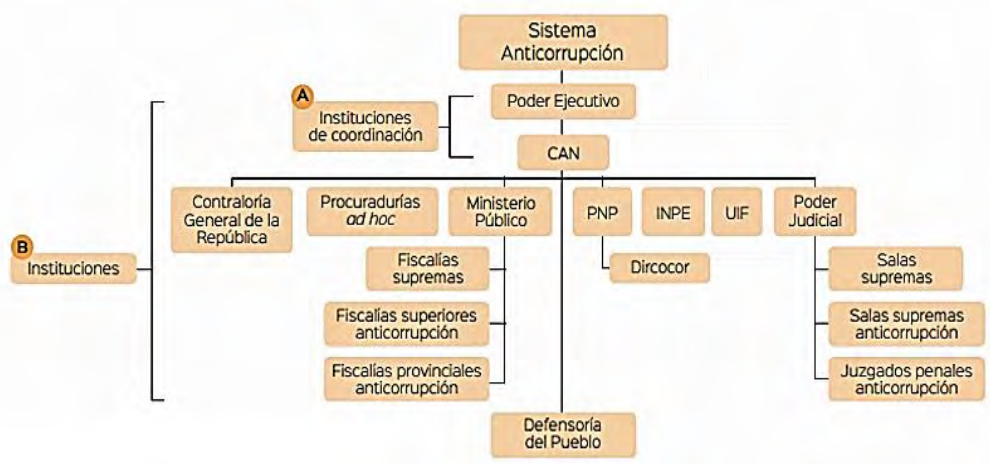 Sistema
Anticorrupción
A
Poder Ejecutivo
Instituciones
de coordinación
CAN
Contraloría
General de la
República
Procuradurías
ad hoc
Ministerio
Público
PNP
INPE
UIF
Poder
Judicial
B
Instituciones
Fiscalías
supremas
Dircocor
Salas
supremas
Fiscalías superiores
anticorrupción
Salas supremas
anticorrupción
Fiscalías provinciales
anticorrupción
Juzgados penales
anticorrupción
Defensoría
del Pueblo